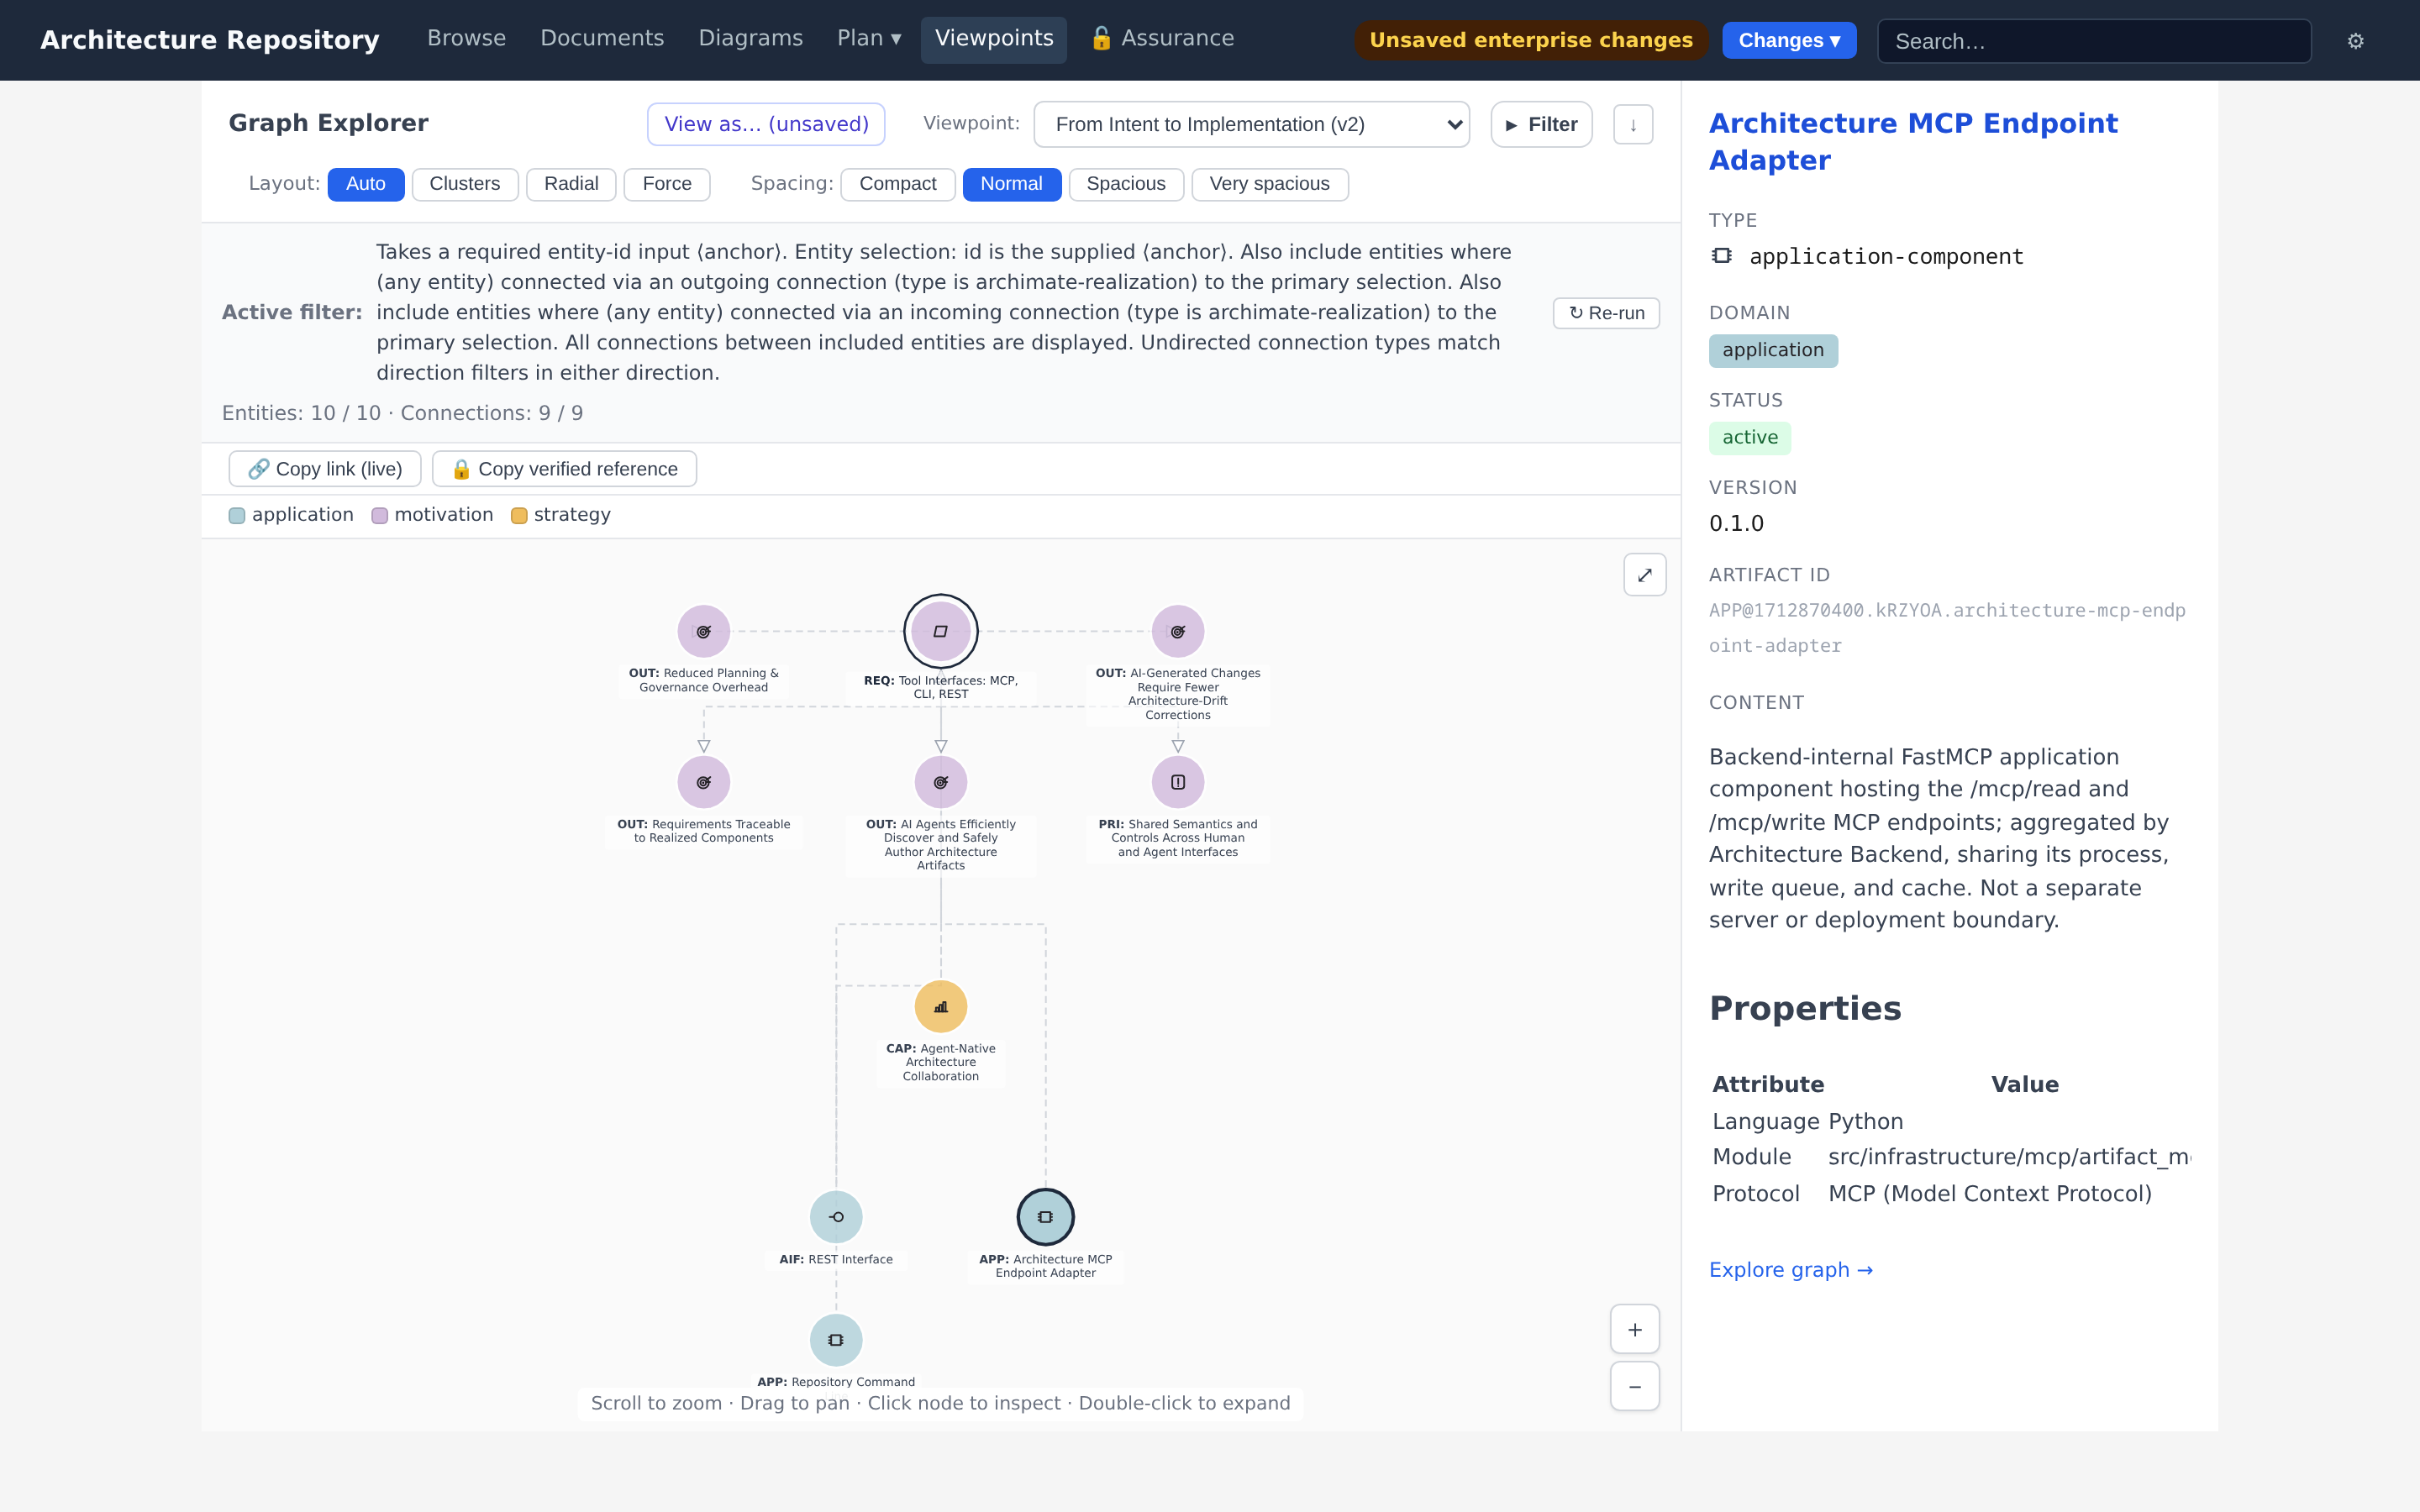 Architecture Repository
Browse
Documents
Diagrams
Plan ▾
Viewpoints
🔓 Assurance
Unsaved enterprise changes
Changes ▾
Search…
Graph Explorer
View as… (unsaved)
Viewpoint:
From Intent to Implementation (v2)
▸ Filter
↓
Layout:
Auto
Clusters
Radial
Force
Spacing:
Compact
Normal
Spacious
Very spacious
Active filter:
Takes a required entity-id input ⟨anchor⟩. Entity selection: id is the supplied ⟨anchor⟩. Also include entities where
(any entity) connected via an outgoing connection (type is archimate-realization) to the primary selection. Also
include entities where (any entity) connected via an incoming connection (type is archimate-realization) to the
primary selection. All connections between included entities are displayed. Undirected connection types match
direction filters in either direction.
↻ Re-run
Entities: 10 / 10 · Connections: 9 / 9
🔗 Copy link (live)
🔒 Copy verified reference
application
motivation
strategy
OUT: Reduced Planning &
Governance Overhead
REQ: Tool Interfaces: MCP,
CLI, REST
OUT: AI-Generated Changes
Require Fewer
Architecture-Drift
Corrections
OUT: Requirements Traceable
to Realized Components
OUT: AI Agents Efficiently
Discover and Safely
Author Architecture
Artifacts
PRI: Shared Semantics and
Controls Across Human
and Agent Interfaces
CAP: Agent-Native
Architecture
Collaboration
AIF: REST Interface
APP: Architecture MCP
Endpoint Adapter
APP: Repository Command
Scroll to zoom · Drag to pan · Click node to inspect · Double-click to expand
+
−
Architecture MCP Endpoint
Adapter
TYPE
application-component
DOMAIN
application
STATUS
active
VERSION
0.1.0
ARTIFACT ID
APP@1712870400.kRZYOA.architecture-mcp-endp
oint-adapter
CONTENT
Backend-internal FastMCP application
component hosting the /mcp/read and
/mcp/write MCP endpoints; aggregated by
Architecture Backend, sharing its process,
write queue, and cache. Not a separate
server or deployment boundary.
Properties
Attribute Value
Language Python
Module src/infrastructure/mcp/artifact_m
Protocol MCP (Model Context Protocol)
Explore graph →